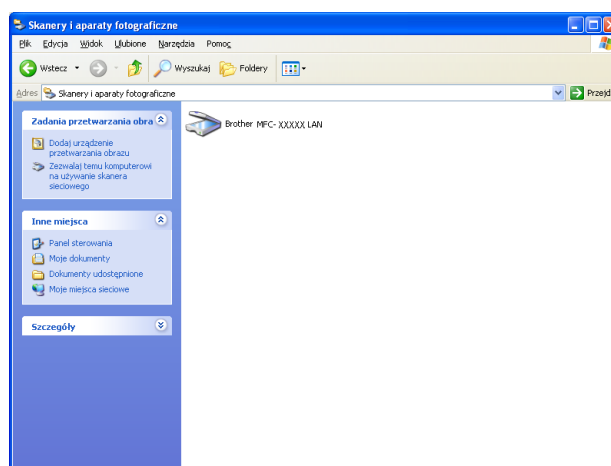 Skanery i aparaty fotograficzne
Plik Edycja Widok Ulubione Narzędzia Pomoc
Wstecz Wyszukaj Foldery
Adres Skanery i aparaty fotograficzne Przejdź
Zadania przetwarzania obra
Dodaj urządzenie
przetwarzania obrazu
Zezwalaj temu komputerowi
na używanie skanera
sieciowego
Inne miejsca
Panel sterowania
Moje dokumenty
Dokumenty udostępnione
Moje miejsca sieciowe
Szczegóły
Brother MFC-XXXXX LAN